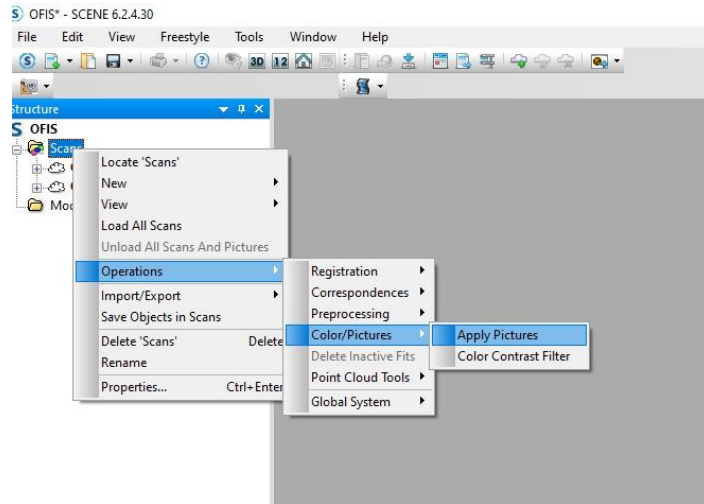 OFIS* - SCENE 6.2.4.30
File Edit View Freestyle Tools Window Help
3D 12
Structure
OFIS
Scans
Locate 'Scans'
New
View
Load All Scans
Unload All Scans And Pictures
Operations
Import/Export
Save Objects in Scans
Delete 'Scans' Delete
Rename
Properties... Ctrl+Enter
Registration
Correspondences
Preprocessing
Color/Pictures
Delete Inactive Fits
Point Cloud Tools
Global System
Apply Pictures
Color Contrast Filter